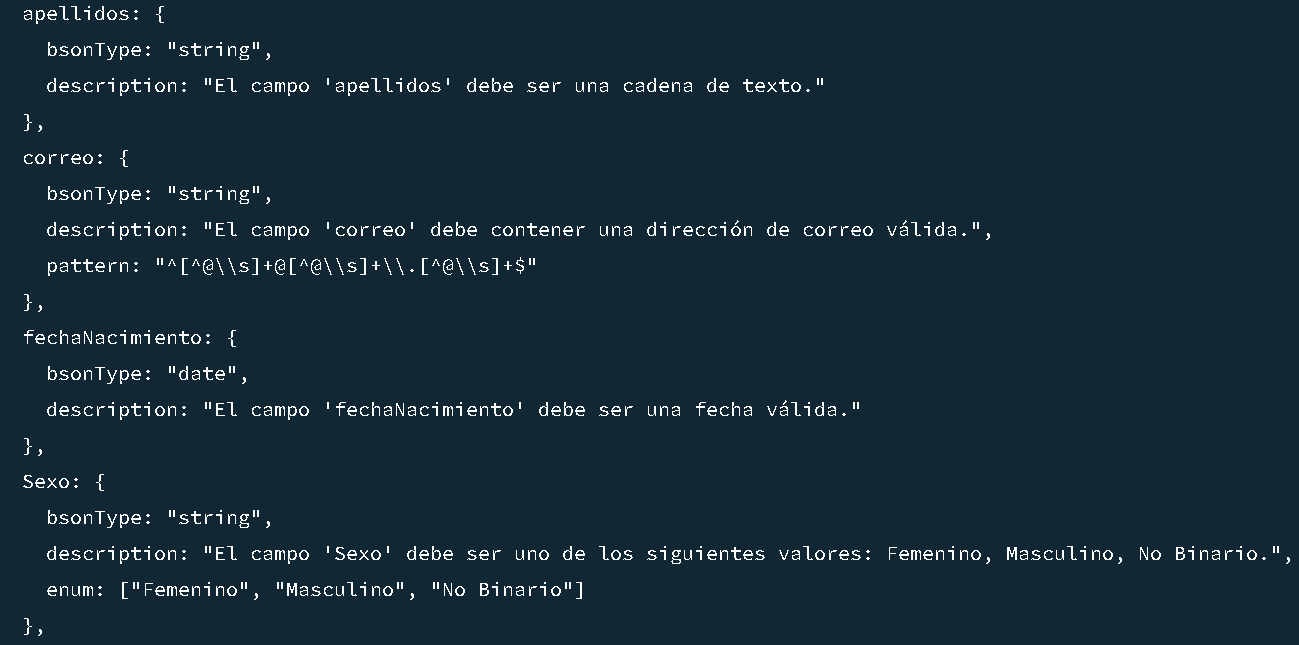 apellidos: {
bsonType: "string",
description: "El campo 'apellidos' debe ser una cadena de texto."
},
correo: {
bsonType: "string",
description: "El campo 'correo' debe contener una dirección de correo válida.",
pattern: "^[^@\\s]+@[^@\\s]+\\.[^@\\s]+$"
},
fechaNacimiento: {
bsonType: "date",
description: "El campo 'fechaNacimiento' debe ser una fecha válida."
},
Sexo: {
bsonType: "string",
description: "El campo 'Sexo' debe ser uno de los siguientes valores: Femenino, Masculino, No Binario.",
enum: ["Femenino", "Masculino", "No Binario"]
},